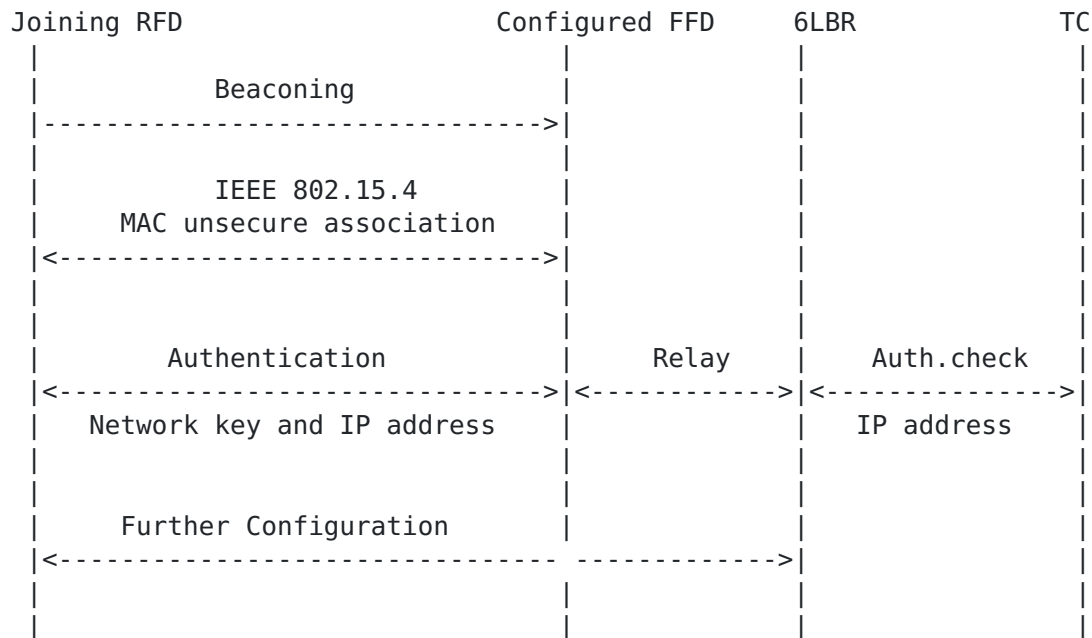 Joining RFD Configured FFD 6LBR TC
Beaconing
IEEE 802.15.4
MAC unsecure association
Authentication Relay Auth.check
Network key and IP address IP address
Further Configuration